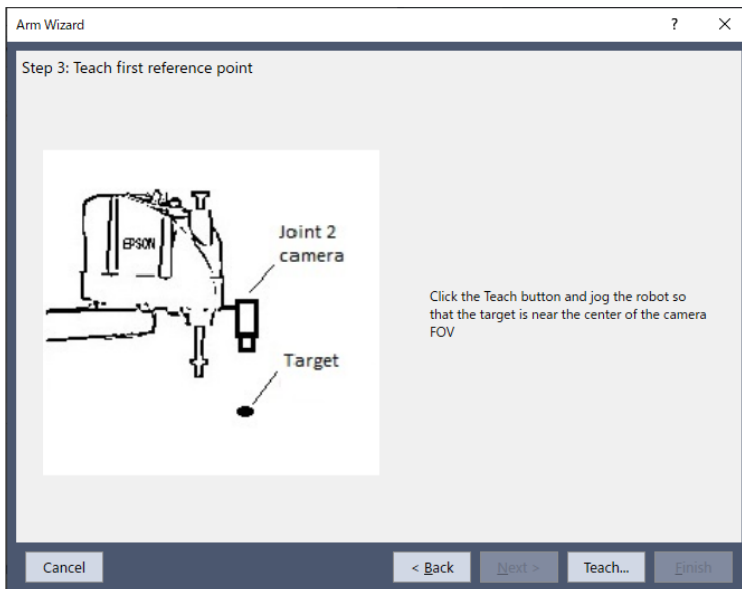 Arm Wizard
?
Step 3: Teach first reference point
EPSON
Joint 2
camera
Target
Click the Teach button and jog the robot so
that the target is near the center of the camera
FOV
Cancel
< Back
Next >
Teach...
Finish